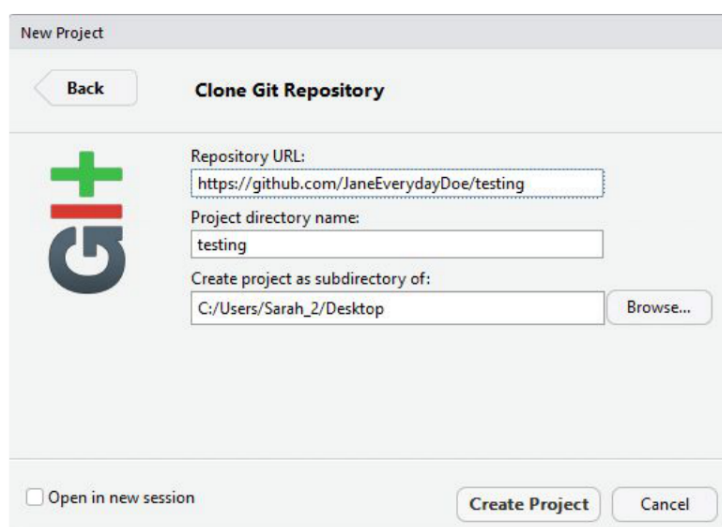 New Project
Back
Clone Git Repository
git
Repository URL:
https://github.com/JaneEverydayDoe/testing
Project directory name:
testing
Create project as subdirectory of:
C:/Users/Sarah_2/Desktop
Browse...
Open in new session
Create Project
Cancel